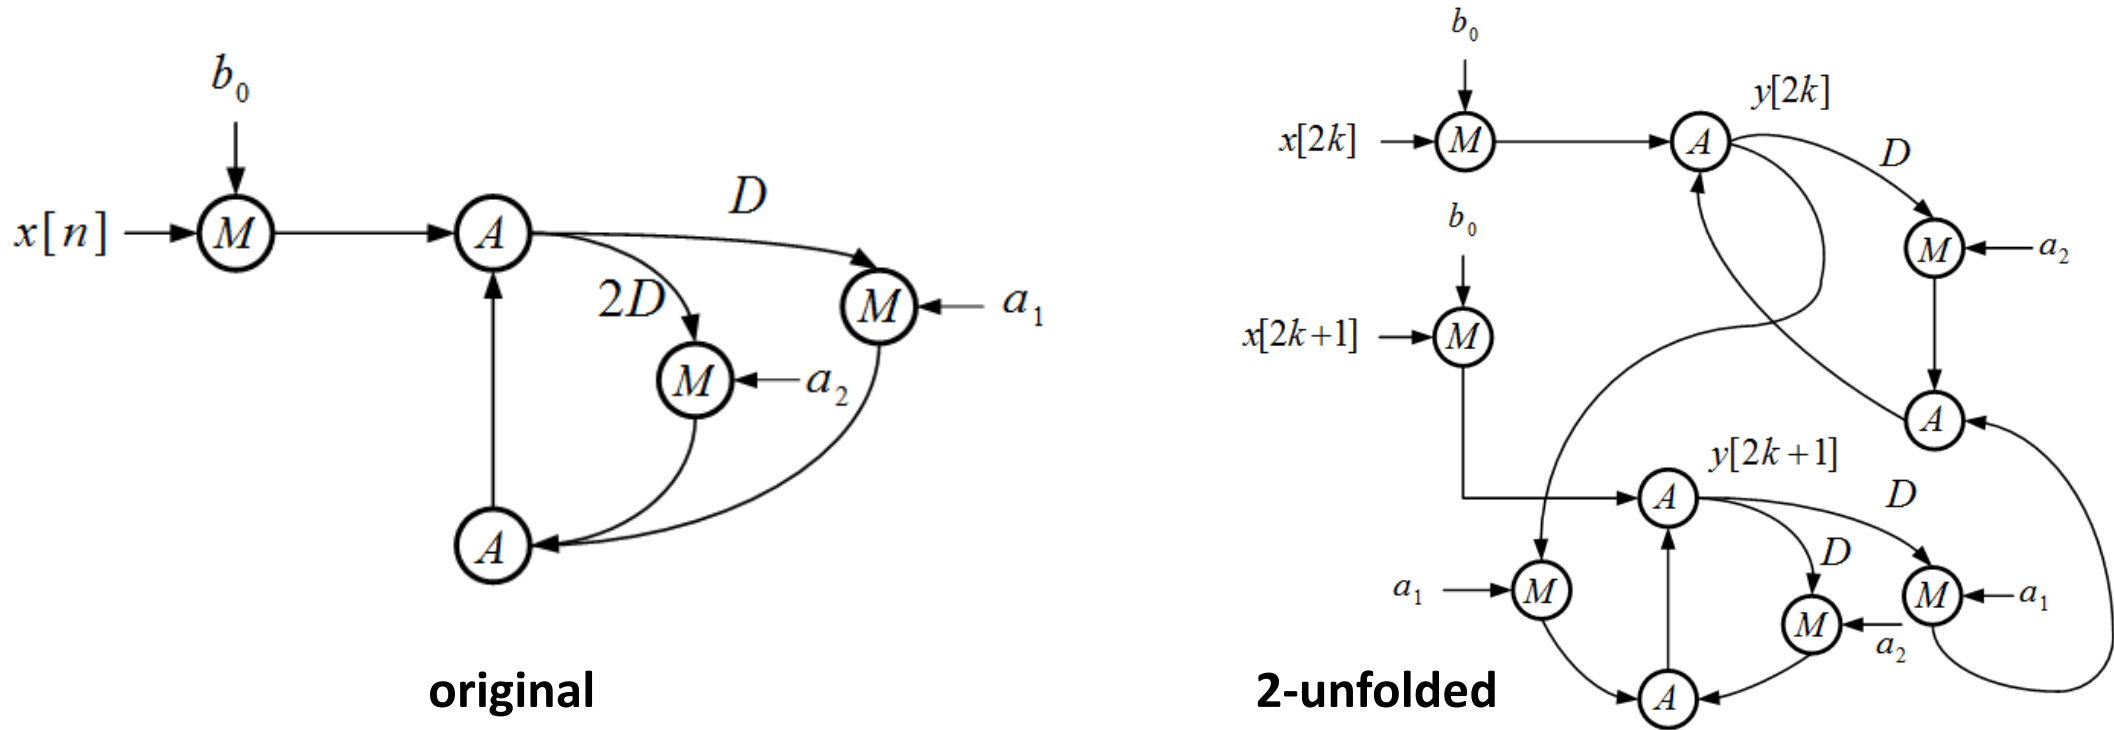 b₀
x[n]
M
A
D
2D
M
a₁
M
a₂
A
original
b₀
x[2k]
M
A
y[2k]
D
M
a₂
b₀
x[2k+1]
M
A
y[2k+1]
A
D
D
a₁
M
M
a₁
M
a₂
A
2-unfolded